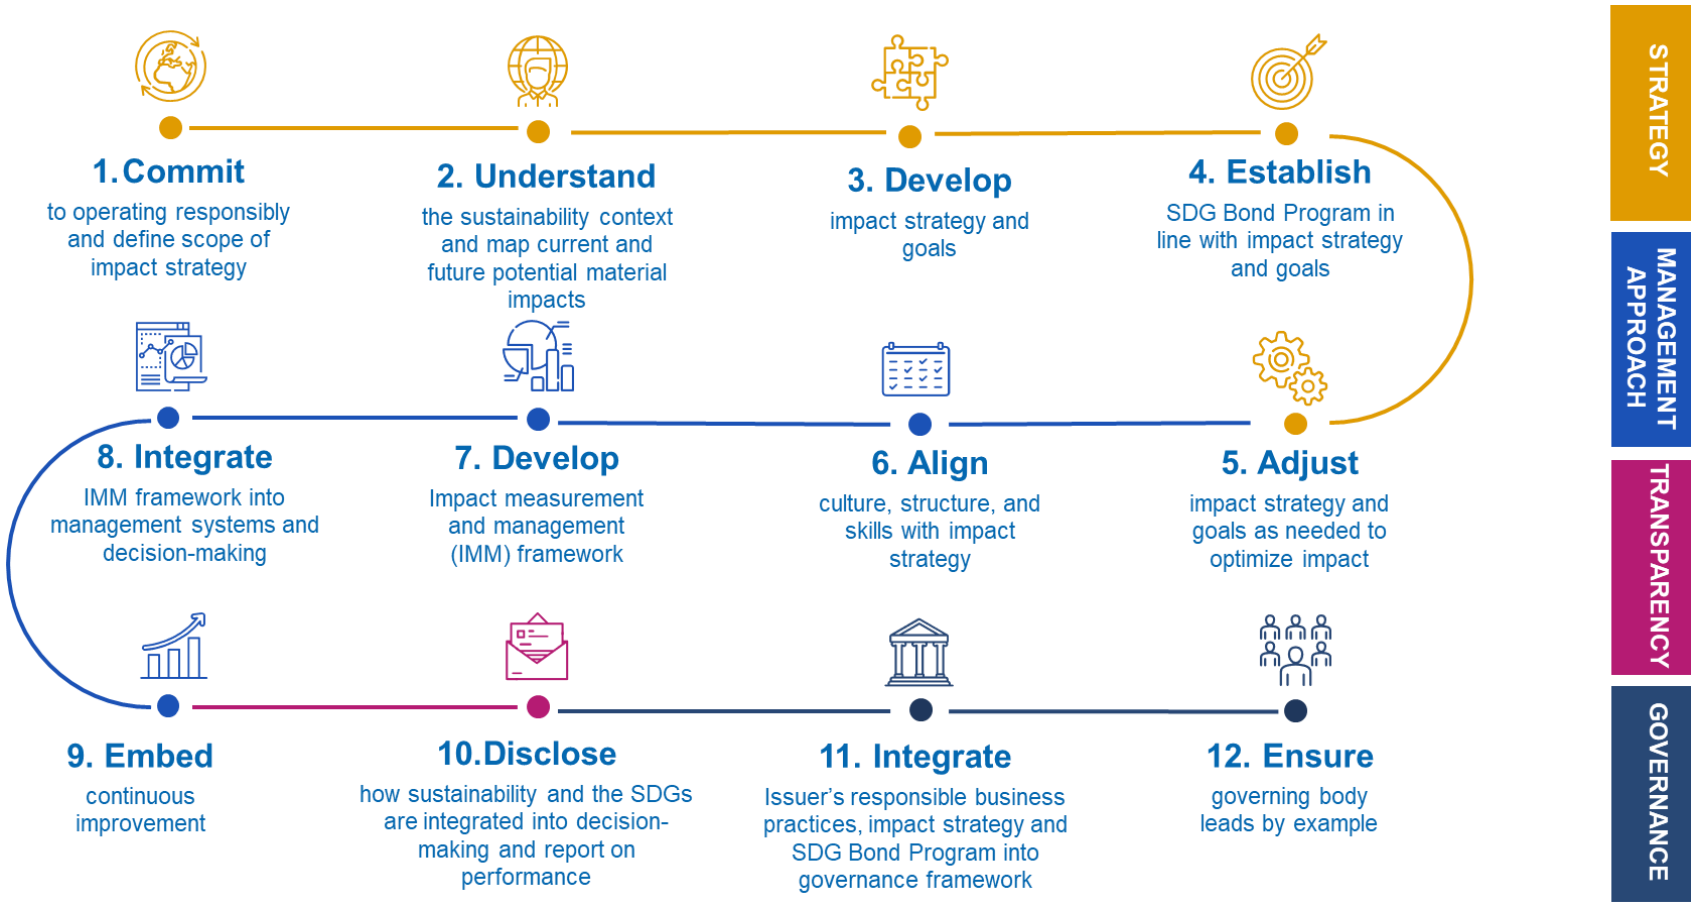 1.Commit
to operating responsibly
and define scope of
impact strategy
2. Understand
the sustainability context
and map current and
future potential material
impacts
3. Develop
impact strategy and
goals
4. Establish
SDG Bond Program in
line with impact strategy
and goals
5. Adjust
impact strategy and
goals as needed to
optimize impact
6. Align
culture, structure, and
skills with impact
strategy
7. Develop
Impact measurement
and management
(IMM) framework
8. Integrate
IMM framework into
management systems and
decision-making
9. Embed
continuous
improvement
10.Disclose
how sustainability and the SDGs
are integrated into decision-
making and report on
performance
11. Integrate
Issuer’s responsible business
practices, impact strategy and
SDG Bond Program into
governance framework
12. Ensure
governing body
leads by example
STRATEGY
MANAGEMENT
APPROACH
TRANSPARENCY
GOVERNANCE